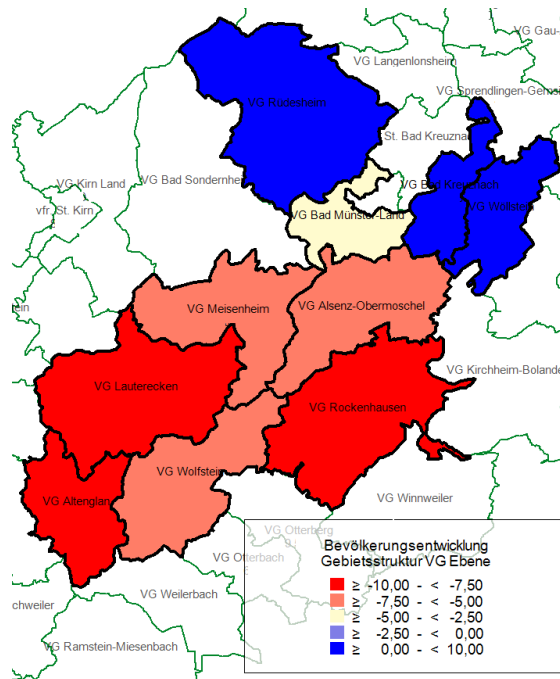 VG Gau-
VG Langenlonsheim
VG Sprendlingen-Gems
VG Rüdesheim
St. Bad Kreuznac
VG Kirn Land
VG Bad Sondernhe
VG Bad Kreuznach
VG Wöllstein
vfr. St. Kirn
VG Bad Münster-Land
VG Meisenheim
VG Alsenz-Obermoschel
VG Kirchheim-Bolande
VG Lauterecken
VG Rockenhausen
VG Wolfstein
VG Altenglan
VG Winnweiler
VG Otterberg
VG Otterbach
VG Weilerbach
chweiler
VG Ramstein-Miesenbach
Bevölkerungsentwicklung
Gebietsstruktur VG Ebene
≥ -10,00 - < -7,50
≥ -7,50 - < -5,00
≥ -5,00 - < -2,50
≥ -2,50 - < 0,00
≥ 0,00 - < 10,00